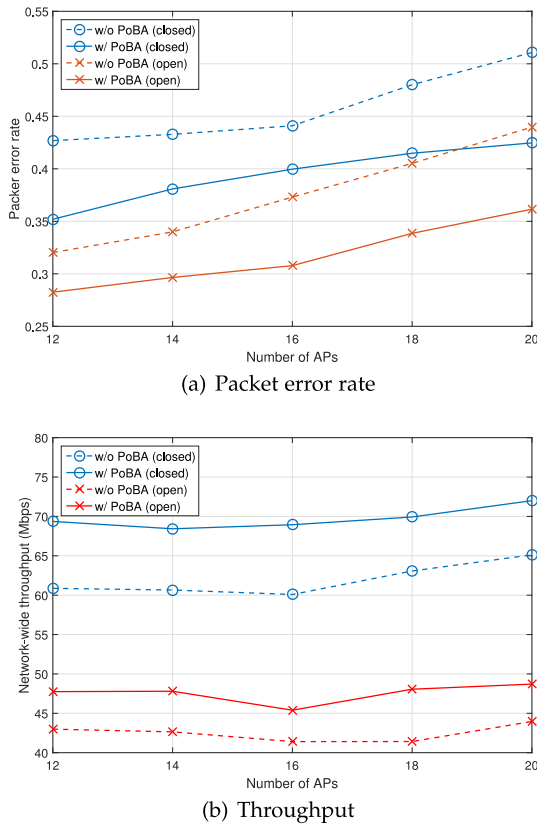 0.55
w/o PoBA (closed)
w/ PoBA (closed)
w/o PoBA (open)
w/ PoBA (open)
0.5
0.45
0.4
0.35
0.3
0.25
Packer error rate
12 14 16 18 20
Number of APs
(a) Packet error rate
80
w/o PoBA (closed)
w/ PoBA (closed)
w/o PoBA (open)
w/ PoBA (open)
75
70
65
60
55
50
45
40
Network-wide throughput (Mbps)
12 14 16 18 20
Number of APs
(b) Throughput